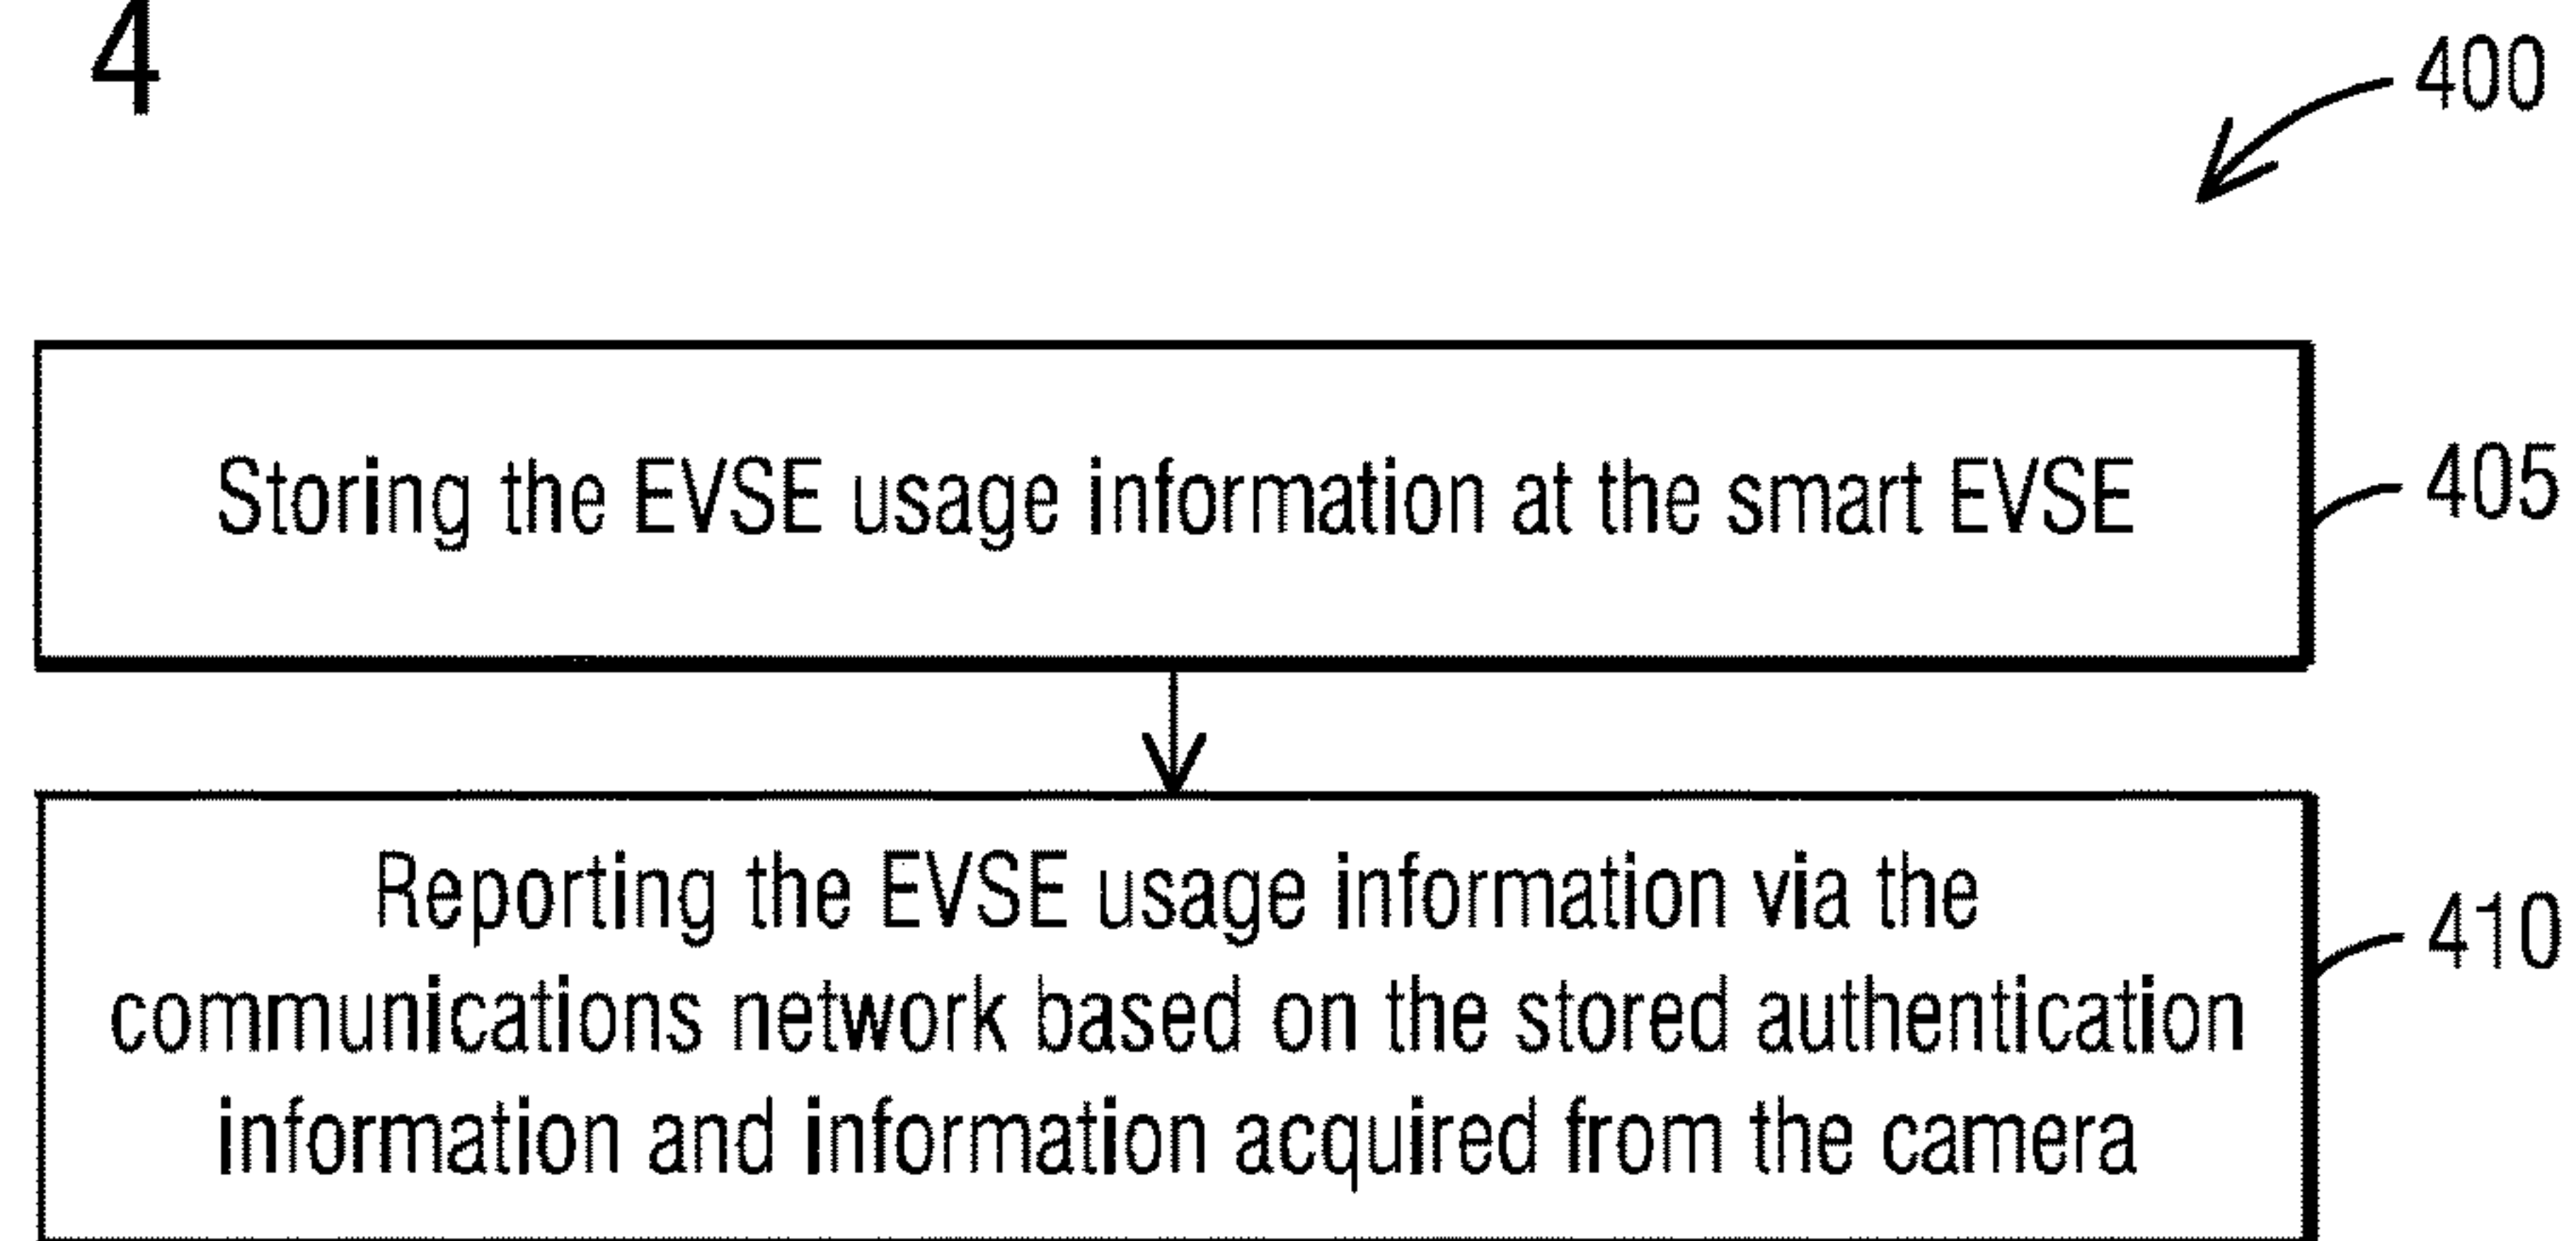 4
400
Storing the EVSE usage information at the smart EVSE
405
Reporting the EVSE usage information via the
communications network based on the stored authentication
information and information acquired from the camera
410